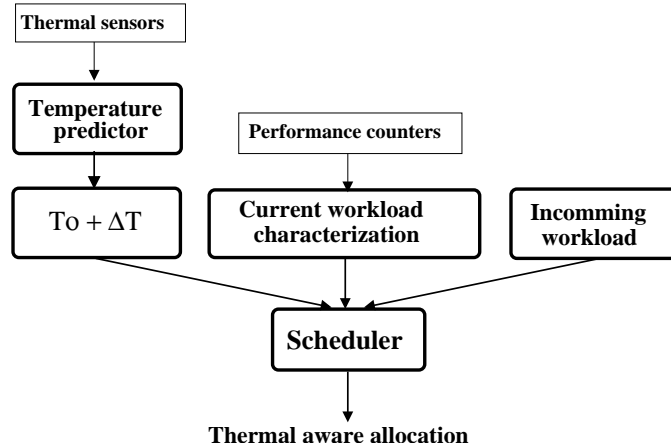 Thermal sensors
Temperature
predictor
Performance counters
To + ΔT
Current workload
characterization
Incomming
workload
Scheduler
Thermal aware allocation